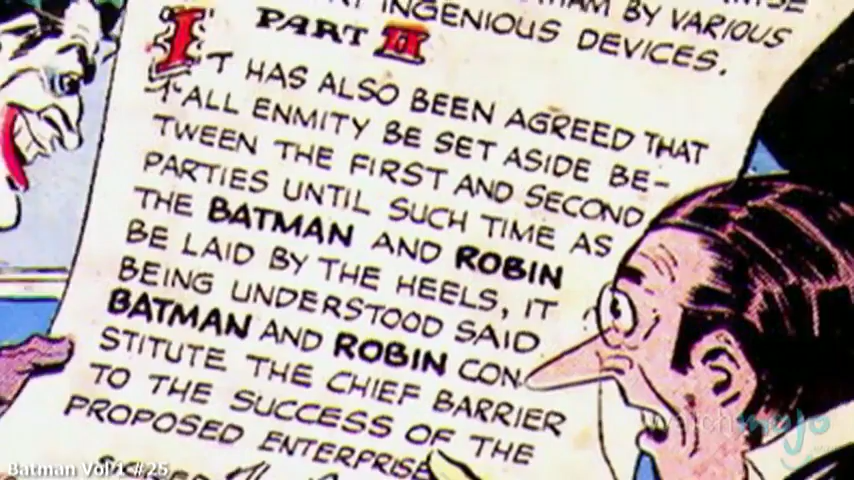 BY VARIOUS
INGENIOUS DEVICES.
PART II
IT HAS ALSO BEEN AGREED THAT
ALL ENMITY BE SET ASIDE BE-
TWEEN THE FIRST AND SECOND
PARTIES UNTIL SUCH TIME AS
THE BATMAN AND ROBIN
BE LAID BY THE HEELS, IT
BEING UNDERSTOOD SAID
BATMAN AND ROBIN CON-
STITUTE THE CHIEF BARRIER
TO THE SUCCESS OF THE
PROPOSED ENTERPRISE
watchmojo
Batman Vol 1 #25